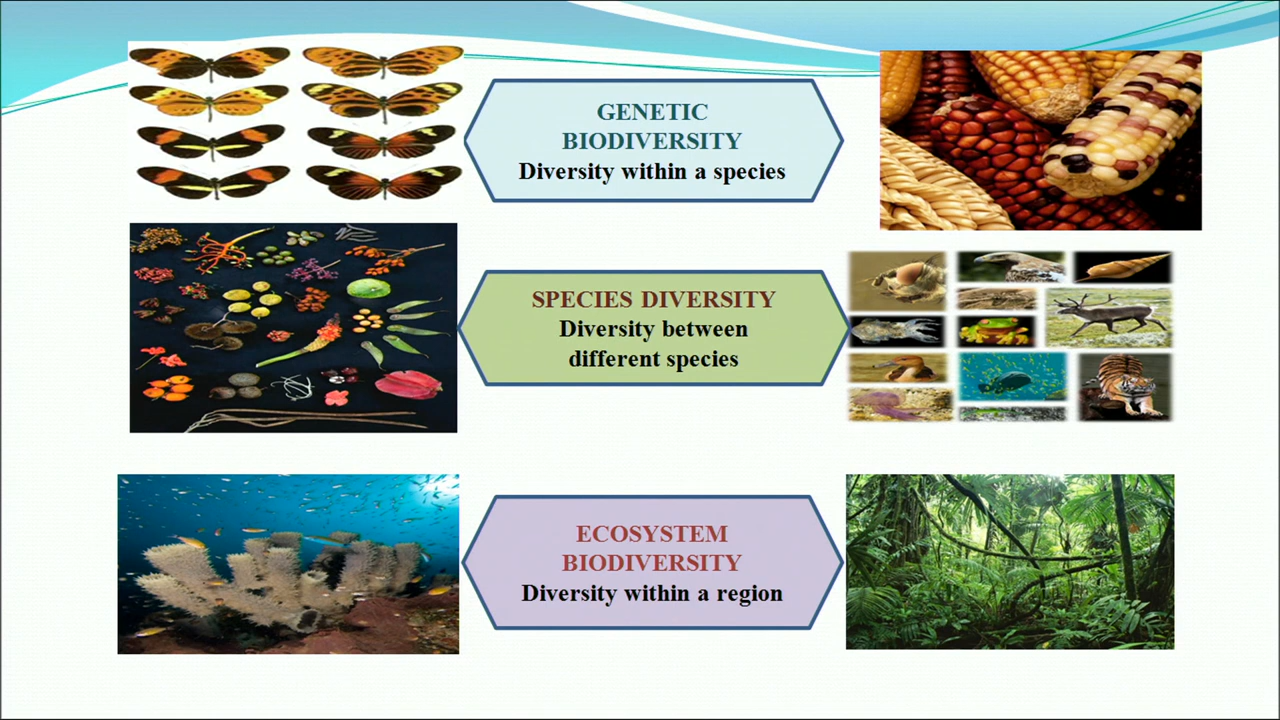 GENETIC
BIODIVERSITY
Diversity within a species
SPECIES DIVERSITY
Diversity between
different species
ECOSYSTEM
BIODIVERSITY
Diversity within a region